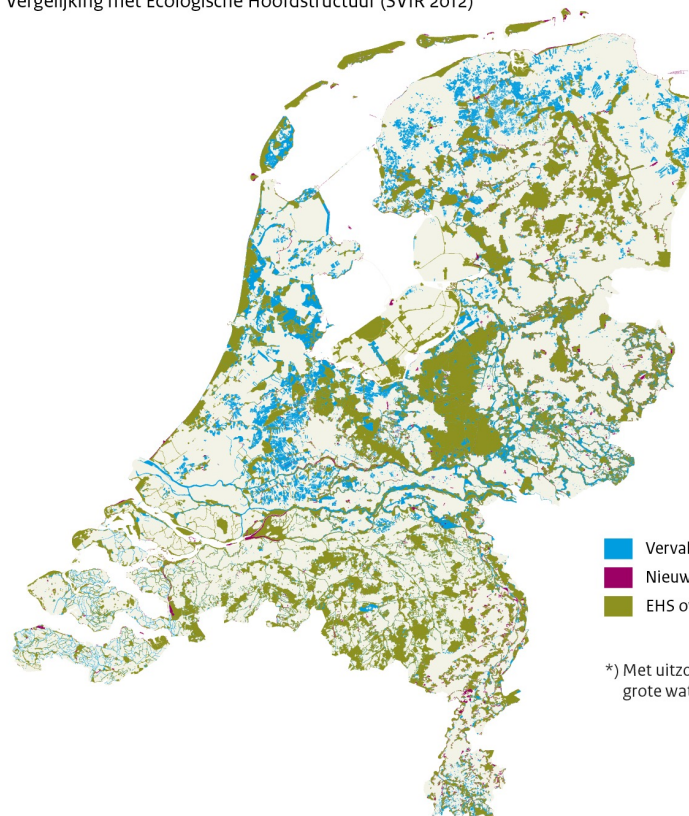 Vergelijking met Ecologische Hoofdstructuur (SVIR 2012)
Verval
Nieuw
EHS o
*) Met uitzo
grote wat